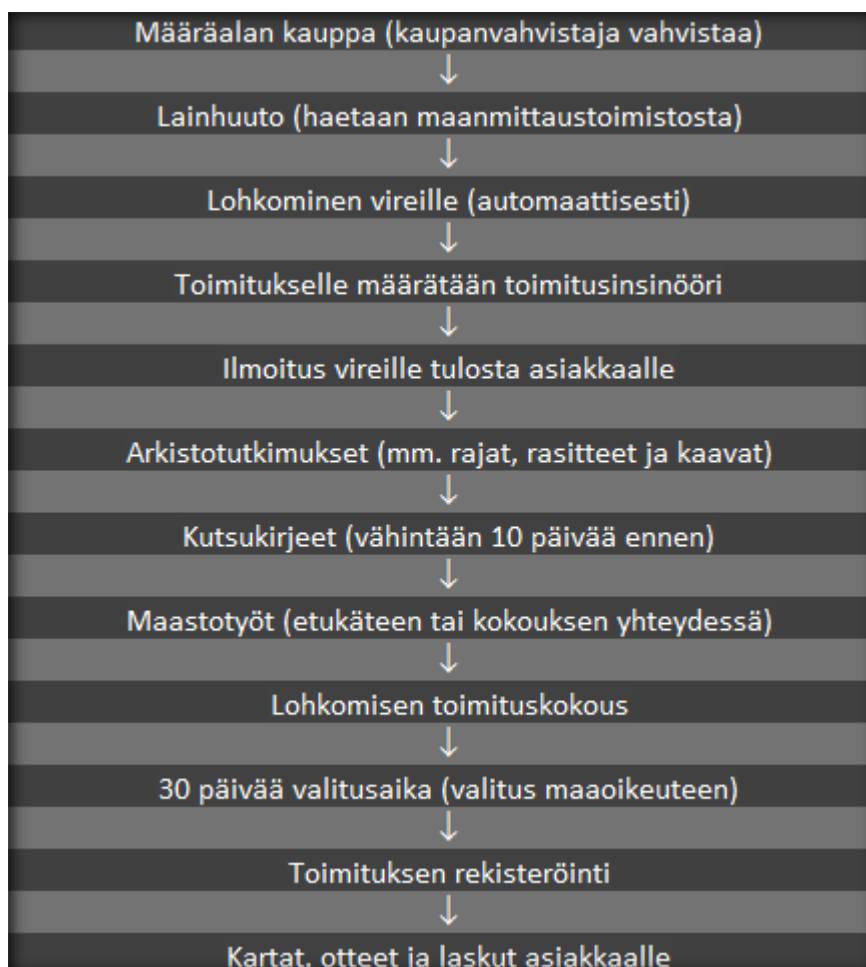 Määräalan kauppa (kaupanvahvistaja vahvistaa)
↓
Lainhuuto (haetaan maanmittaustoimistosta)
↓
Lohkominen vireille (automaattisesti)
↓
Toimitukselle määrätään toimitusinsinööri
↓
Ilmoitus vireille tulosta asiakkaalle
↓
Arkistotutkimukset (mm. rajat, rasitteet ja kaavat)
↓
Kutsukirjeet (vähintään 10 päivää ennen)
↓
Maastotyöt (etukäteen tai kokouksen yhteydessä)
↓
Lohkomisen toimituskokous
↓
30 päivää valitusaika (valitus maaoikeuteen)
↓
Toimituksen rekisteröinti
↓
Kartat, otteet ja laskut asiakkaalle